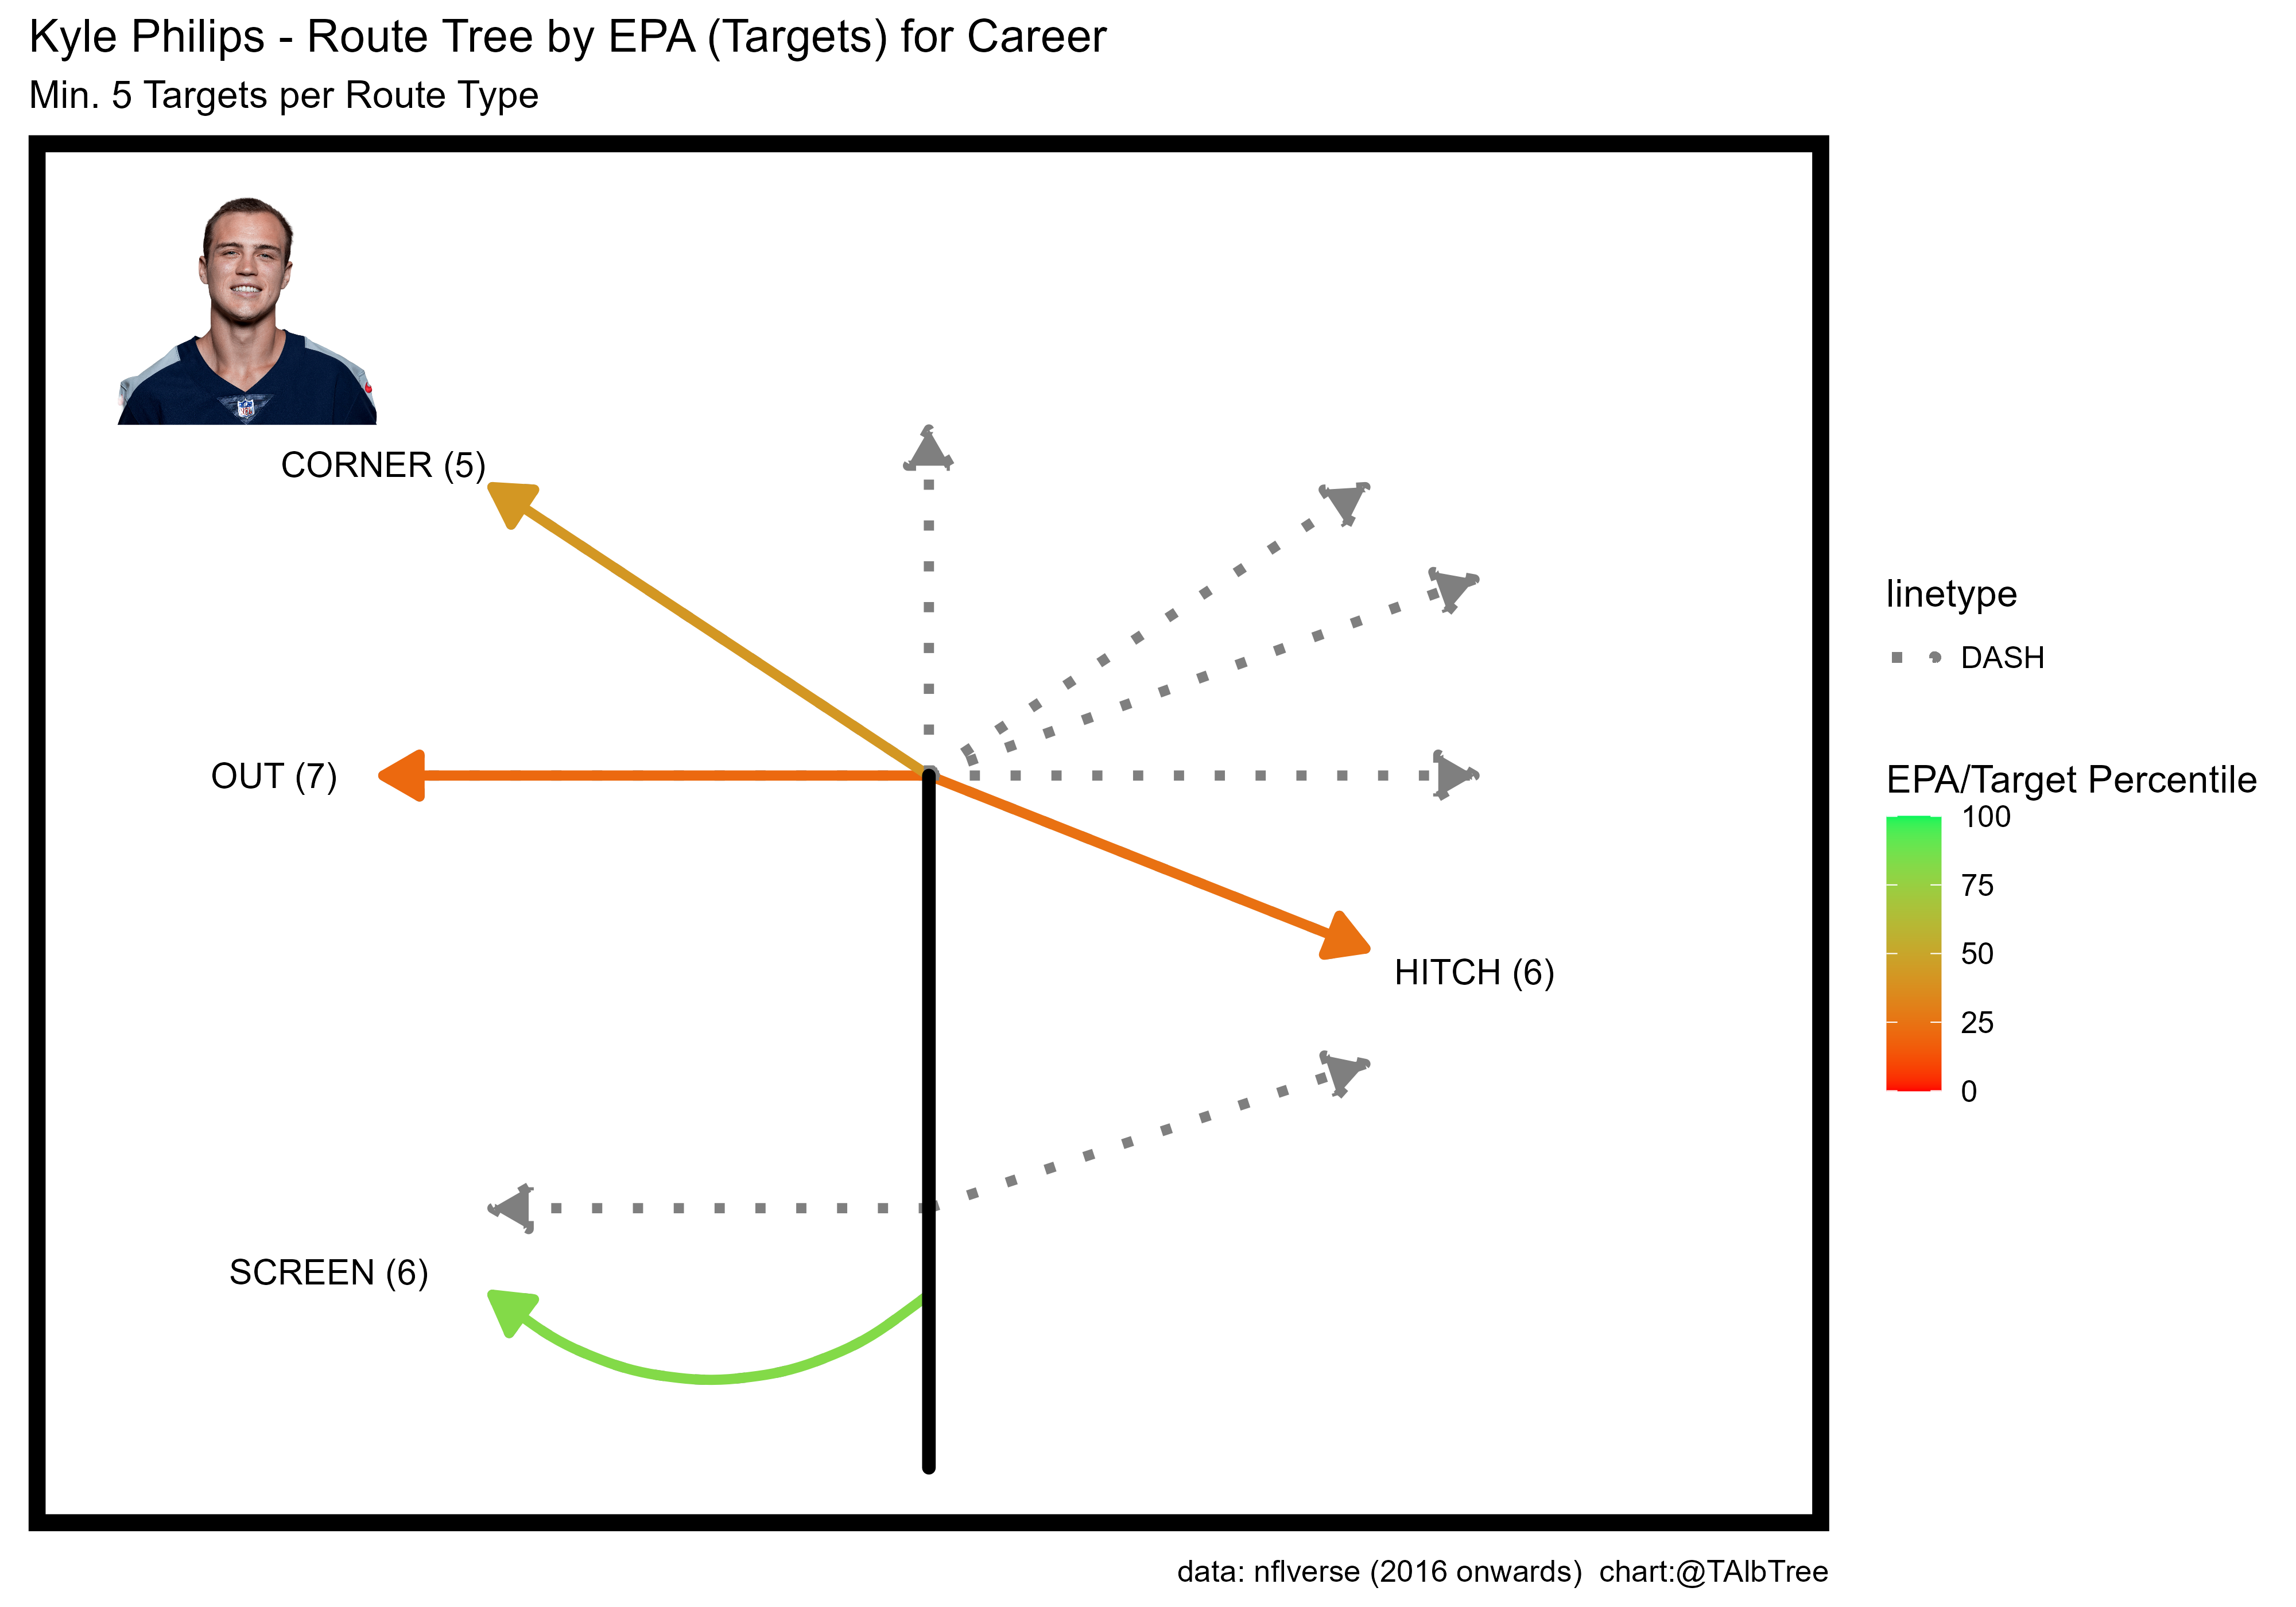 Kyle Philips - Route Tree by EPA (Targets) for Career
Min. 5 Targets per Route Type
CORNER (5)
OUT (7)
HITCH (6)
SCREEN (6)
linetype
DASH
EPA/Target Percentile
100
75
50
25
0
data: nflverse (2016 onwards)  chart:@TAlbTree